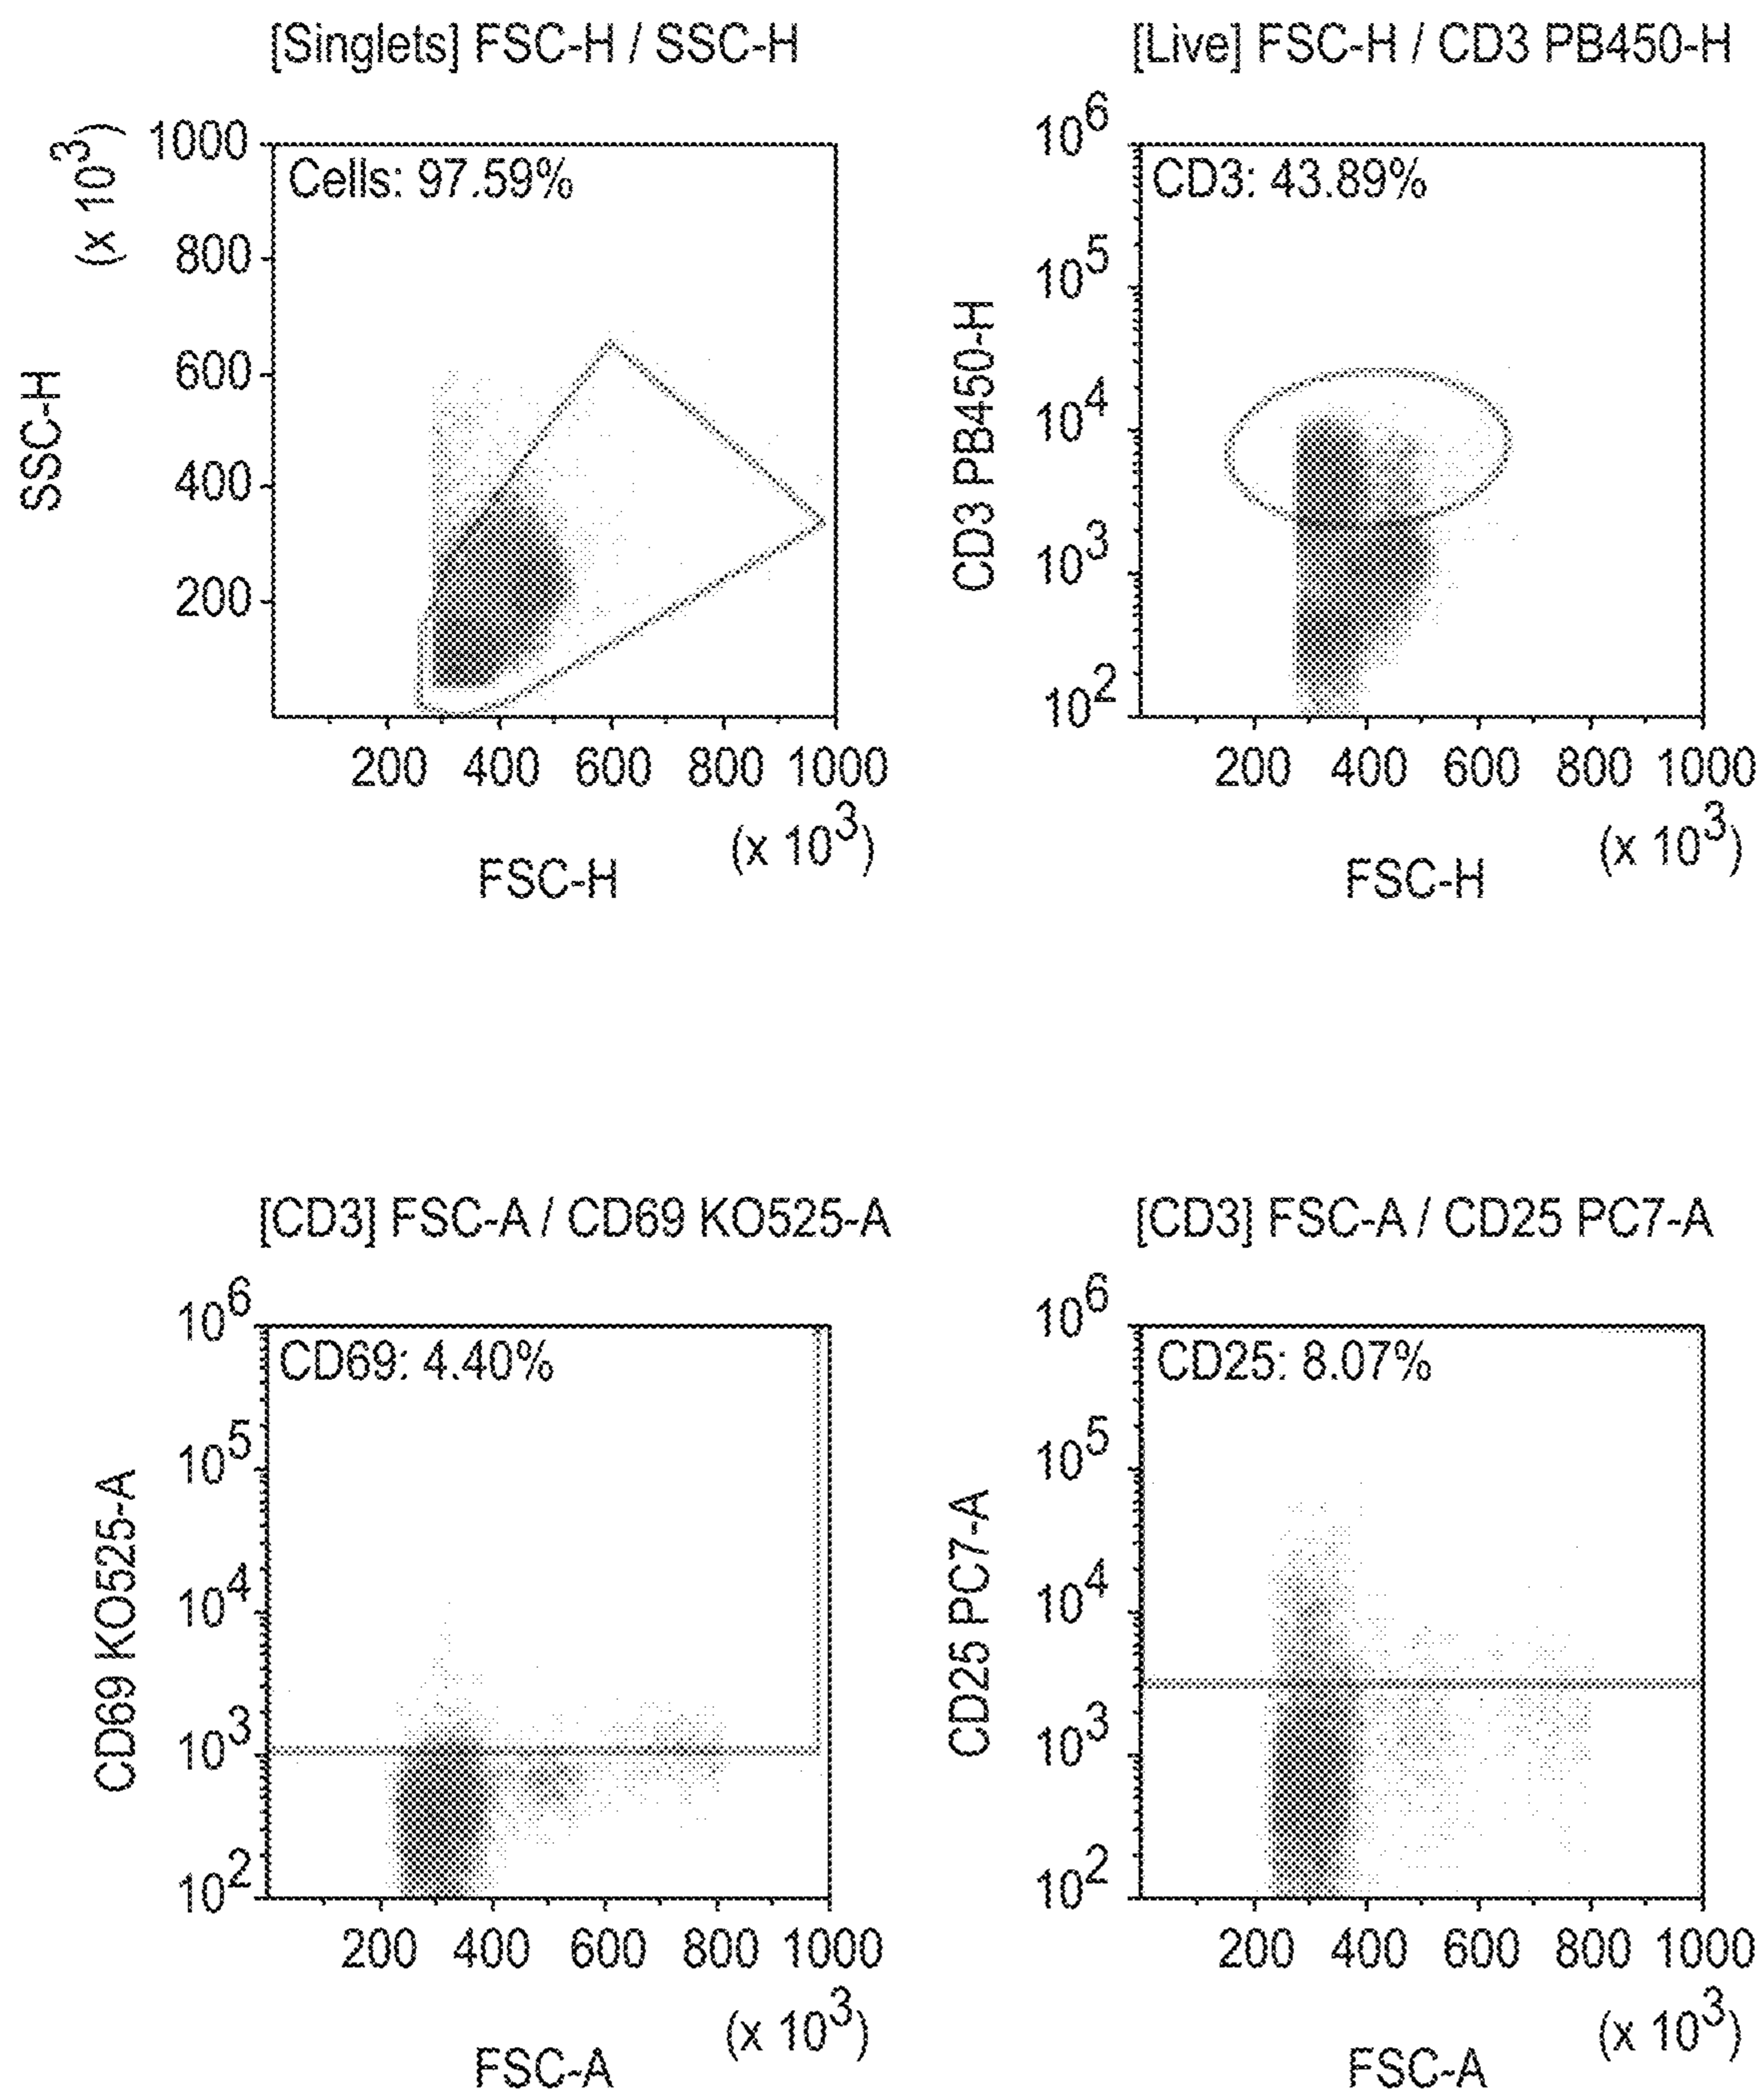 [Singlets] FSC-H / SSC-H
SSC-H
(x 10³)
1000
800
600
400
200
Cells: 97.59%
200 400 600 800 1000
(x 10³)
FSC-H
[Live] FSC-H / CD3 PB450-H
CD3 PB450-H
10⁶
10⁵
10⁴
10³
10²
CD3: 43.89%
200 400 600 800 1000
(x 10³)
FSC-H
[CD3] FSC-A / CD69 KO525-A
CD69 KO525-A
10⁶
10⁵
10⁴
10³
10²
CD69: 4.40%
200 400 600 800 1000
(x 10³)
FSC-A
[CD3] FSC-A / CD25 PC7-A
CD25 PC7-A
10⁶
10⁵
10⁴
10³
10²
CD25: 8.07%
200 400 600 800 1000
(x 10³)
FSC-A